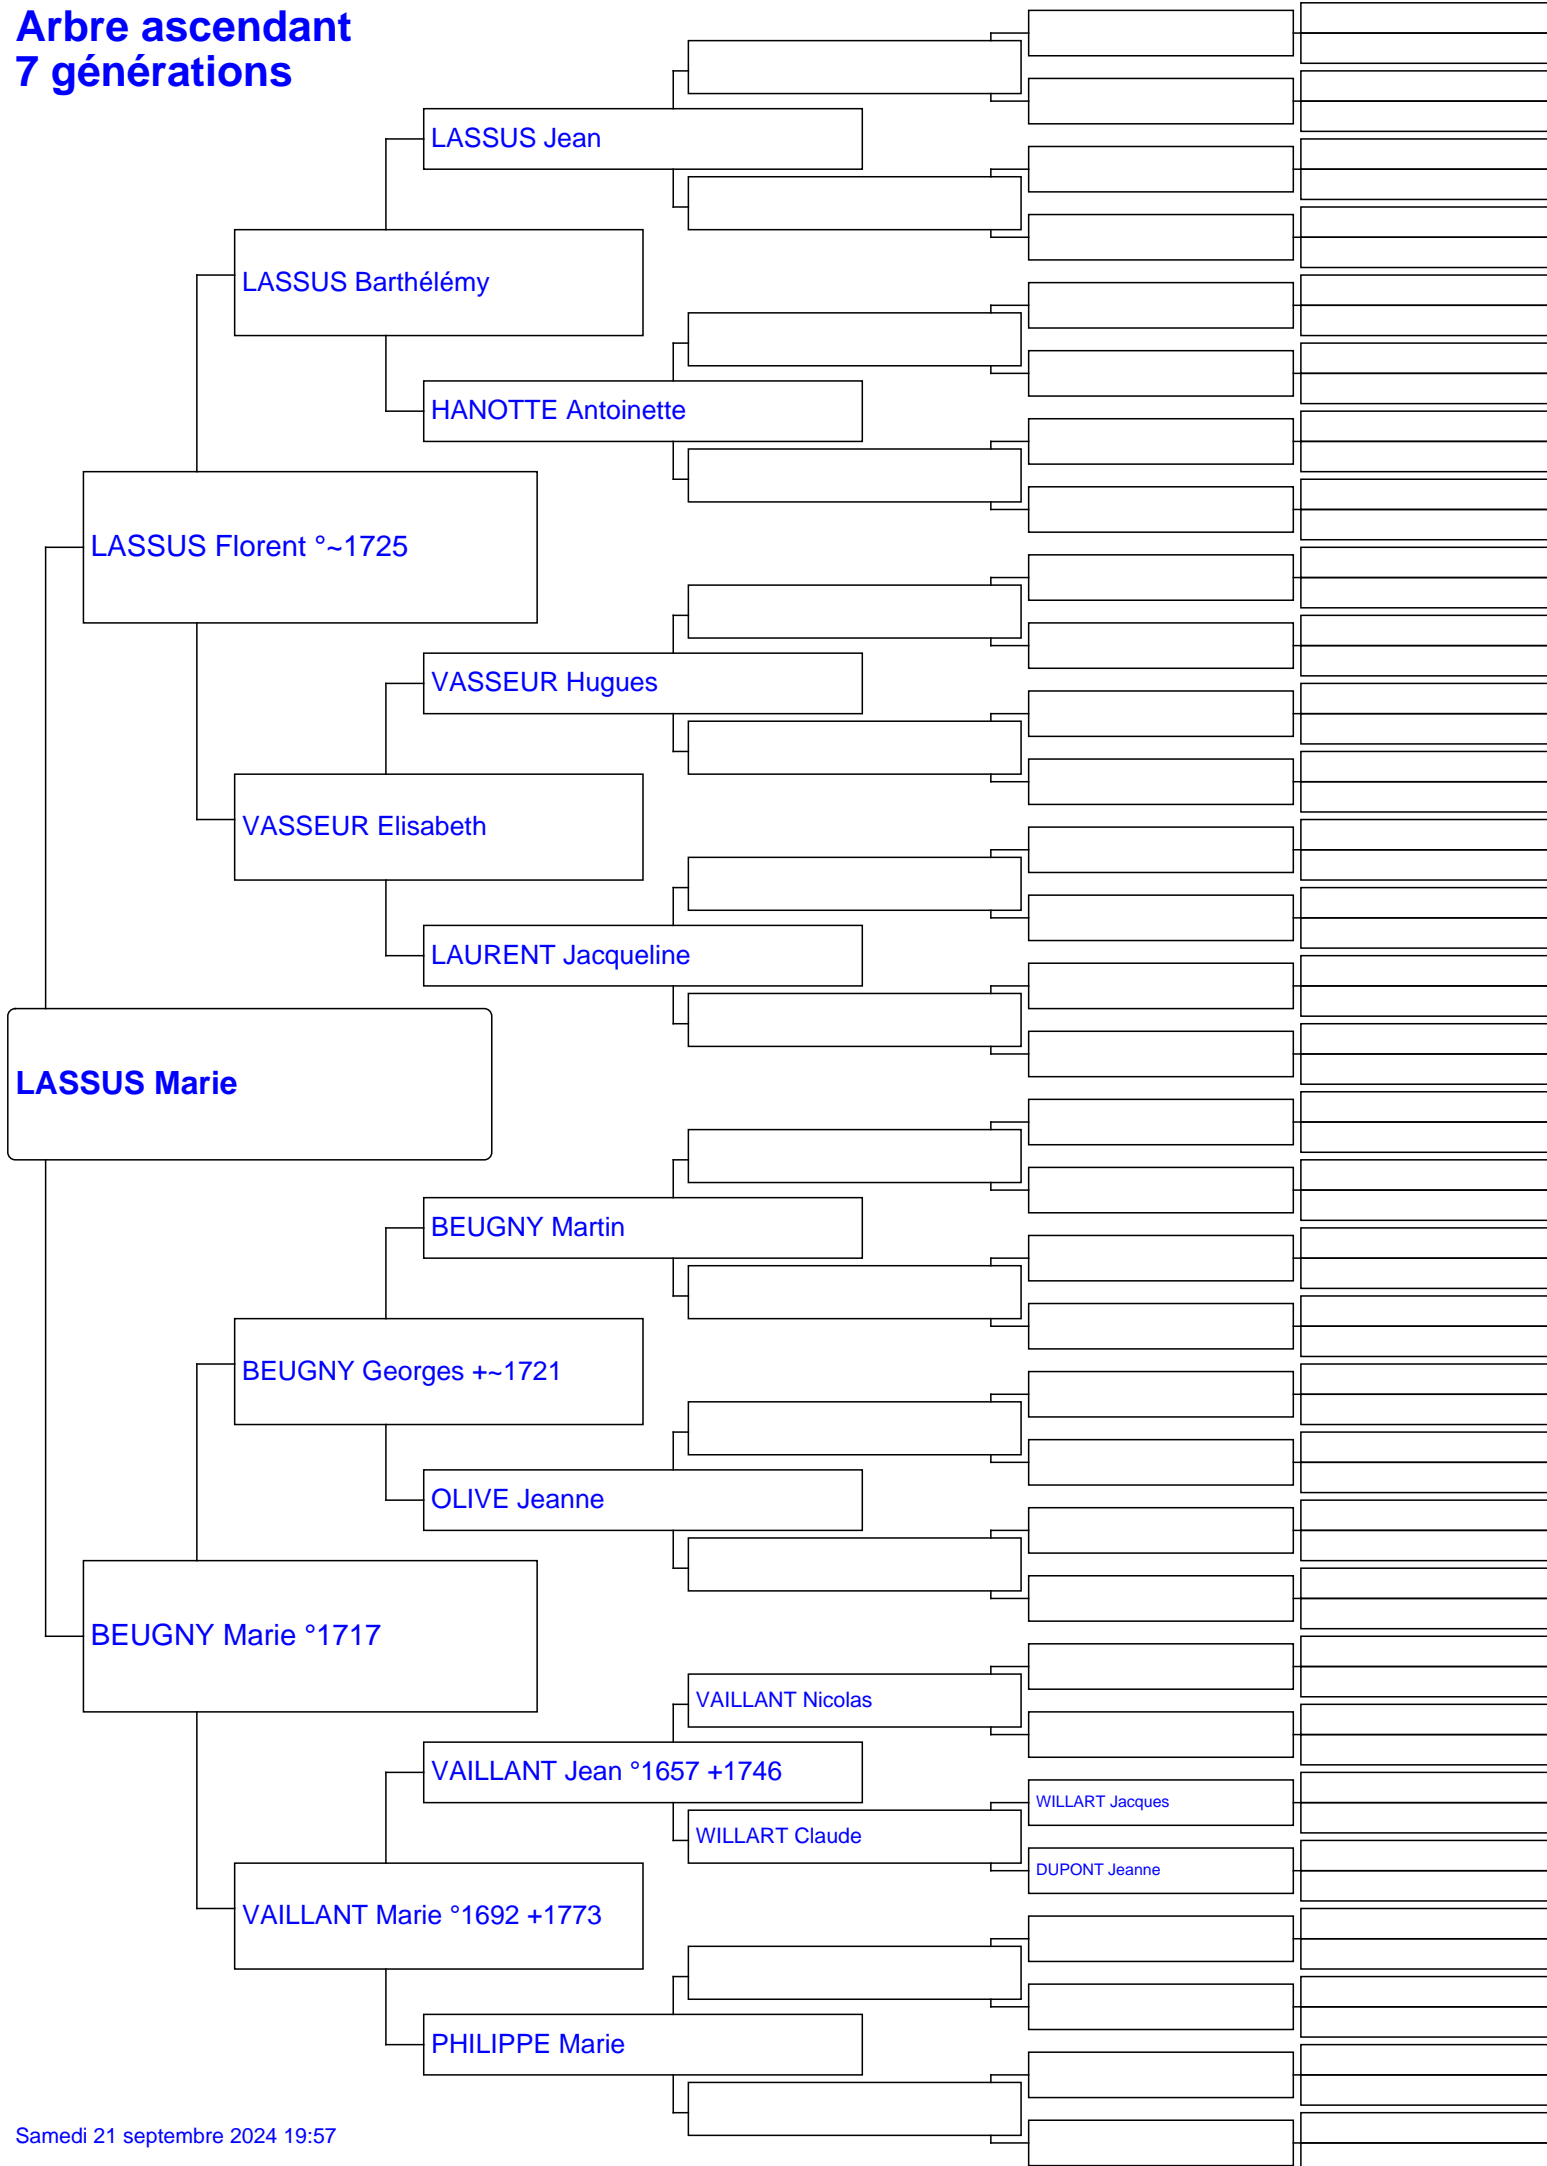 Arbre ascendant
7 générations
LASSUS Jean
LASSUS Barthélémy
HANOTTE Antoinette
LASSUS Florent °~1725
VASSEUR Hugues
VASSEUR Elisabeth
LAURENT Jacqueline
LASSUS Marie
BEUGNY Martin
BEUGNY Georges +~1721
OLIVE Jeanne
BEUGNY Marie °1717
VAILLANT Nicolas
VAILLANT Jean °1657 +1746
WILLART Jacques
WILLART Claude
DUPONT Jeanne
VAILLANT Marie °1692 +1773
PHILIPPE Marie
Samedi 21 septembre 2024 19:57